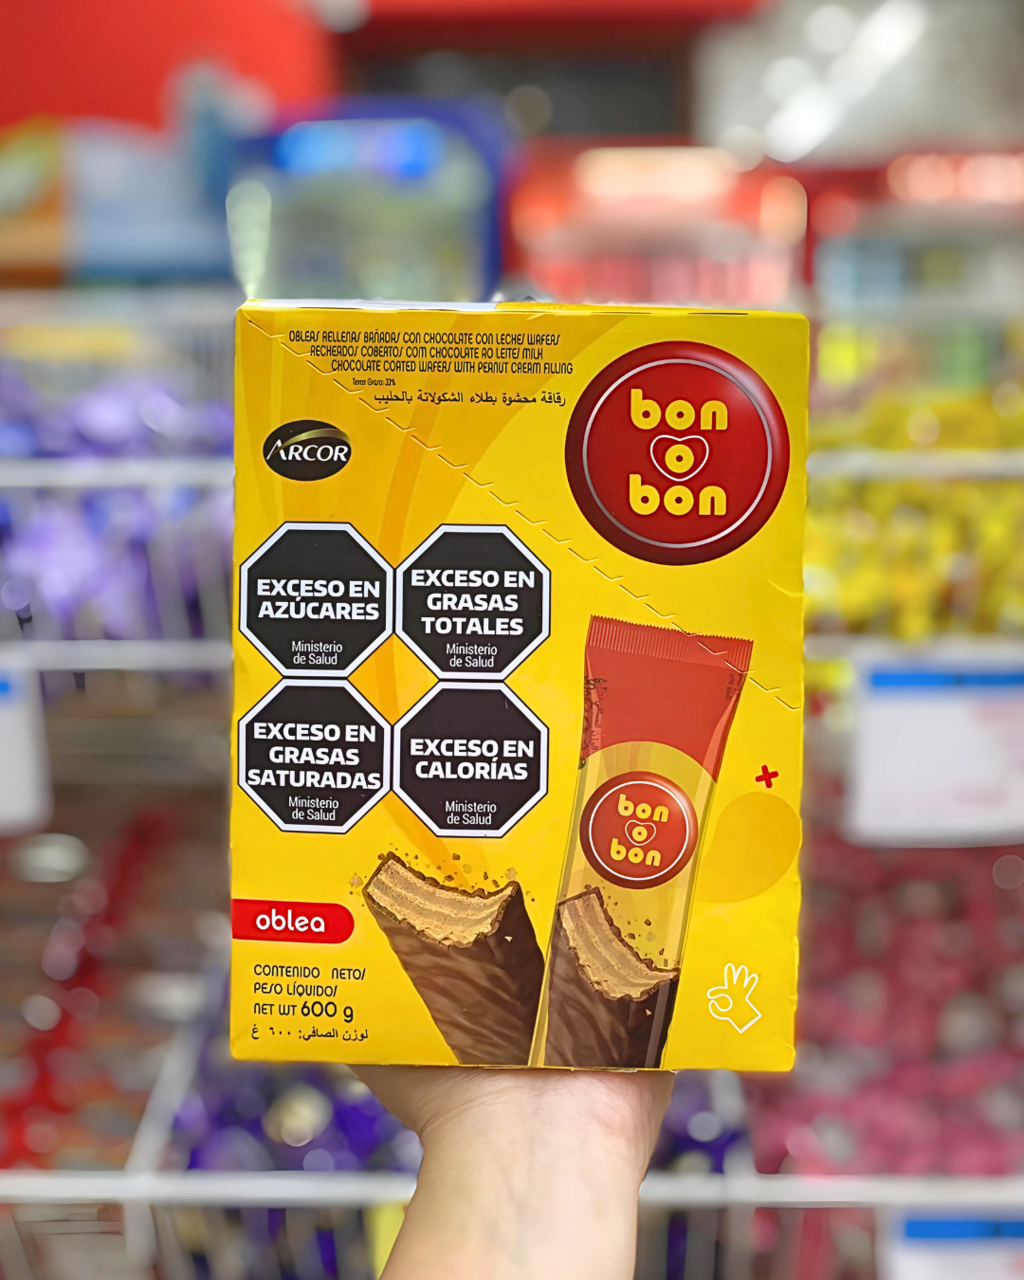 OBLEAS RELLENAS BAÑADAS CON CHOCOLATE CON LECHE/ WAFERS
RECHEADOS COBERTOS COM CHOCOLATE AO LEITE/ MILK
CHOCOLATE COATED WAFERS WITH PEANUT CREAM FILLING
رقاقة محشوة بطلاء الشكولاتة بالحليب
ARCOR
bon
o
bon
EXCESO EN
AZÚCARES
Ministerio
de Salud
EXCESO EN
GRASAS
TOTALES
Ministerio
de Salud
EXCESO EN
GRASAS
SATURADAS
Ministerio
de Salud
EXCESO EN
CALORÍAS
Ministerio
de Salud
bon
o
bon
oblea
CONTENIDO NETO/
PESO LÍQUIDO/
NET WT 600 g
لوزن الصافي: ٦٠٠ غ